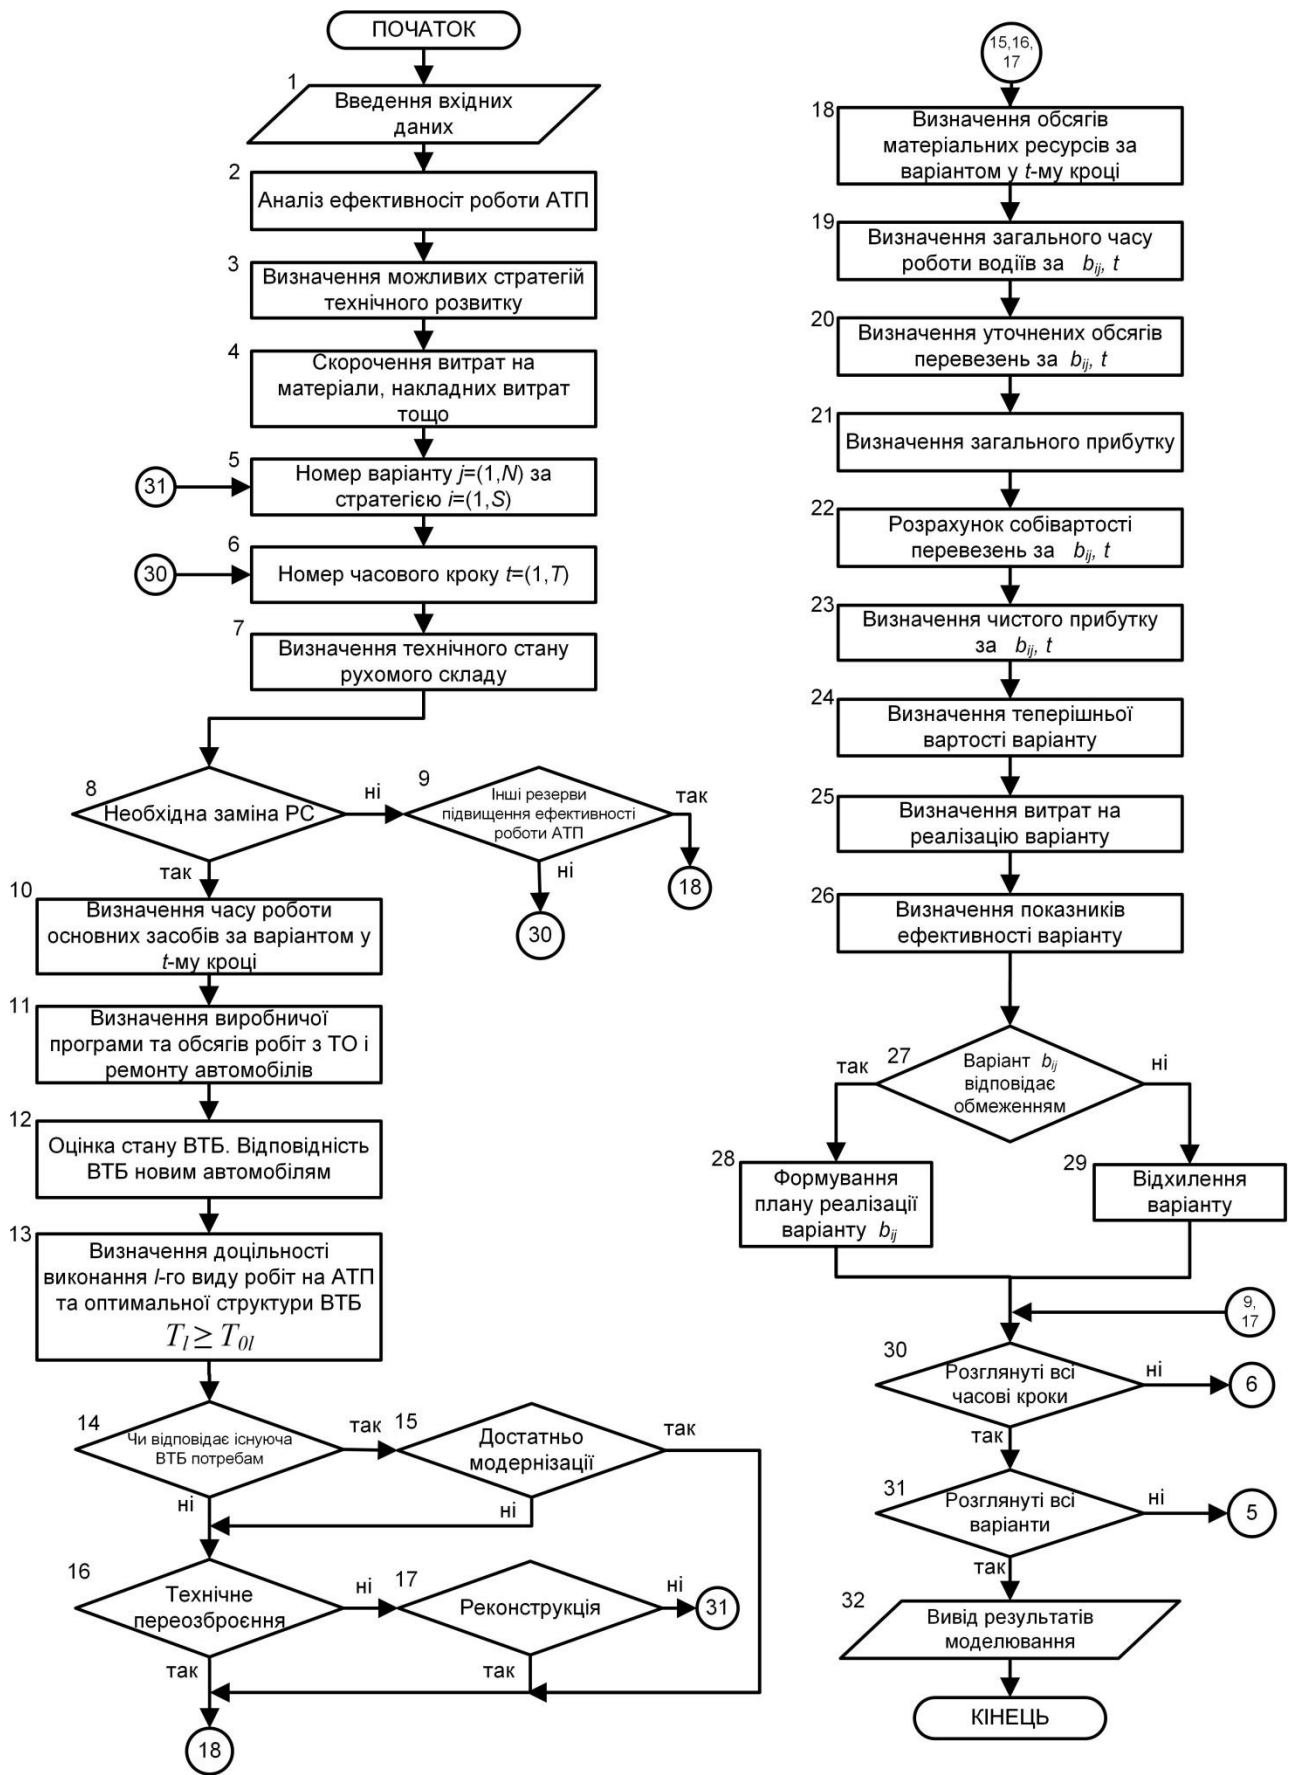 ПОЧАТОК
1
Введення вхідних
даних
2
Аналіз ефективносіт роботи АТП
3
Визначення можливих стратегій
технічного розвитку
4
Скорочення витрат на
матеріали, накладних витрат
тощо
5
31
Номер варіанту j=(1,N) за
стратегією i=(1,S)
6
30
Номер часового кроку t=(1,T)
7
Визначення технічного стану
рухомого складу
8
Необхідна заміна РС
ні
так
9
Інші резерви
підвищення ефективності
роботи АТП
так
ні
18
30
10
Визначення часу роботи
основних засобів за варіантом у
t-му кроці
11
Визначення виробничої
програми та обсягів робіт з ТО і
ремонту автомобілів
12
Оцінка стану ВТБ. Відповідність
ВТБ новим автомобілям
13
Визначення доцільності
виконання l-го виду робіт на АТП
та оптимальної структури ВТБ
Tl ≥ T0l
14
Чи відповідає існуюча
ВТБ потребам
так
ні
15
Достатньо
модернізації
так
ні
16
Технічне
переозброєння
ні
так
17
Реконструкція
ні
31
так
18
15,16,
17
18
Визначення обсягів
матеріальних ресурсів за
варіантом у t-му кроці
19
Визначення загального часу
роботи водіїв за bij, t
20
Визначення уточнених обсягів
перевезень за bij, t
21
Визначення загального прибутку
22
Розрахунок собівартості
перевезень за bij, t
23
Визначення чистого прибутку
за bij, t
24
Визначення теперішньої
вартості варіанту
25
Визначення витрат на
реалізацію варіанту
26
Визначення показників
ефективності варіанту
27
Варіант bij
відповідає
обмеженням
так
ні
28
Формування
плану реалізації
варіанту bij
29
Відхилення
варіанту
9,
17
30
Розглянуті всі
часові кроки
ні
6
так
31
Розглянуті всі
варіанти
ні
5
так
32
Вивід результатів
моделювання
КІНЕЦЬ